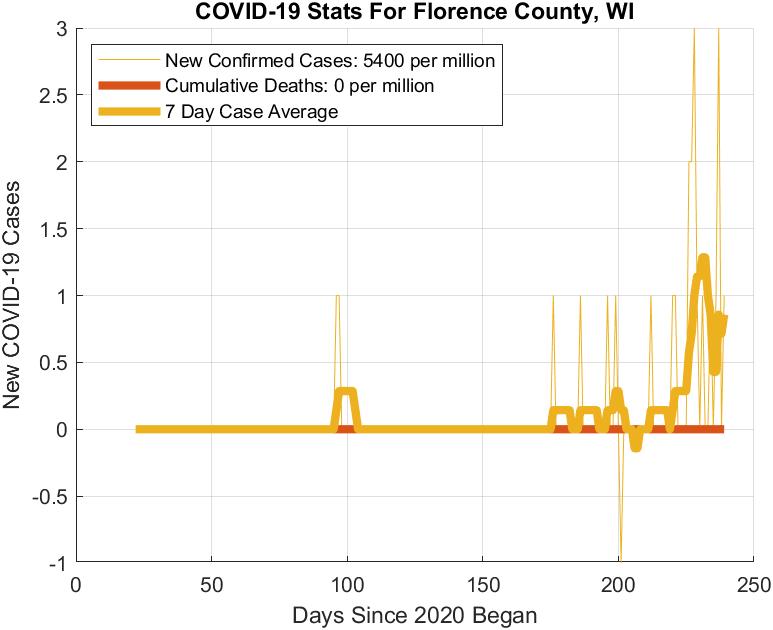 COVID-19 Stats For Florence County, WI
New Confirmed Cases: 5400 per million
Cumulative Deaths: 0 per million
7 Day Case Average
New COVID-19 Cases
3
2.5
2
1.5
1
0.5
0
-0.5
-1
0 50 100 150 200 250
Days Since 2020 Began